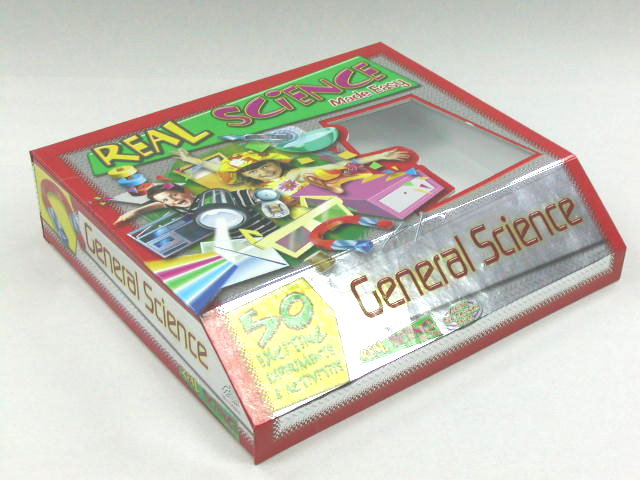 REAL SCIENCE
Made Easy
General Science
General Science
50
EXCITING
EXPERIMENTS
& ACTIVITIES